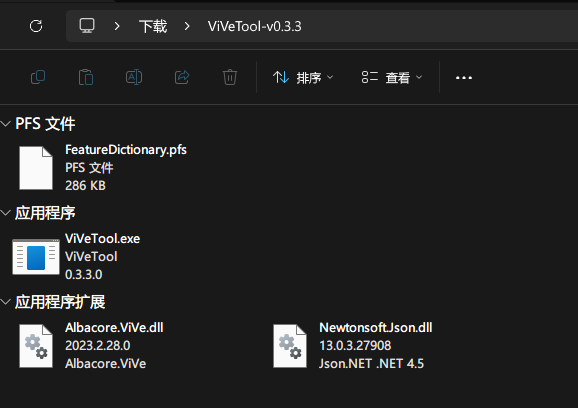 下载 ViVeTool-v0.3.3
排序 查看
PFS 文件
FeatureDictionary.pfs
PFS 文件
286 KB
应用程序
ViVeTool.exe
ViVeTool
0.3.3.0
应用程序扩展
Albacore.ViVe.dll
2023.2.28.0
Albacore.ViVe
Newtonsoft.Json.dll
13.0.3.27908
Json.NET .NET 4.5